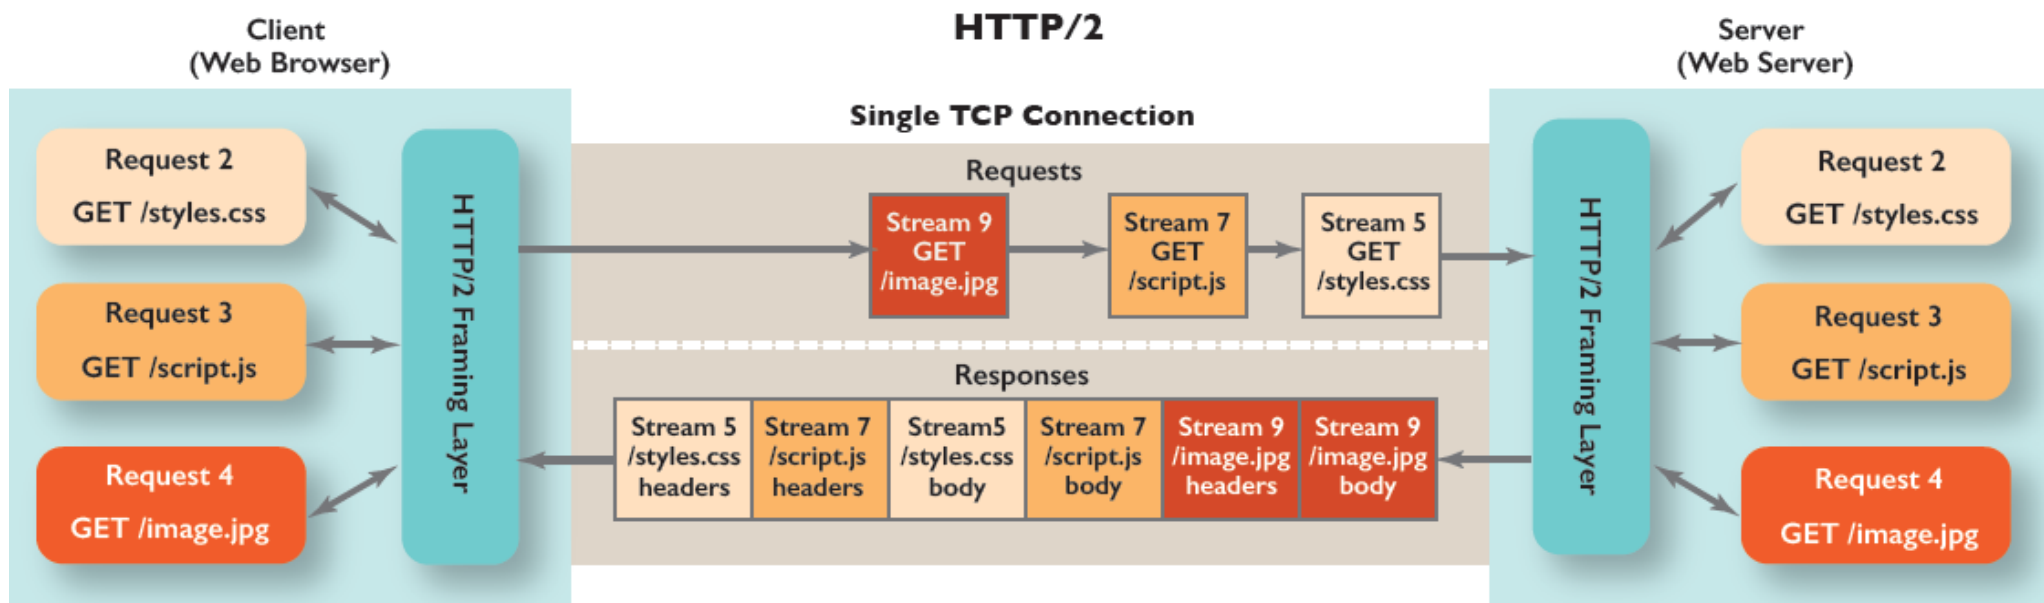 HTTP/2
Client
(Web Browser)
Server
(Web Server)
Single TCP Connection
Request 2
GET /styles.css
Request 3
GET /script.js
Request 4
GET /image.jpg
HTTP/2 Framing Layer
Requests
Stream 9
GET
/image.jpg
Stream 7
GET
/script.js
Stream 5
GET
/styles.css
Responses
Stream 5
/styles.css
headers
Stream 7
/script.js
headers
Stream5
/styles.css
body
Stream 7
/script.js
body
Stream 9
/image.jpg
headers
Stream 9
/image.jpg
body
HTTP/2 Framing Layer
Request 2
GET /styles.css
Request 3
GET /script.js
Request 4
GET /image.jpg